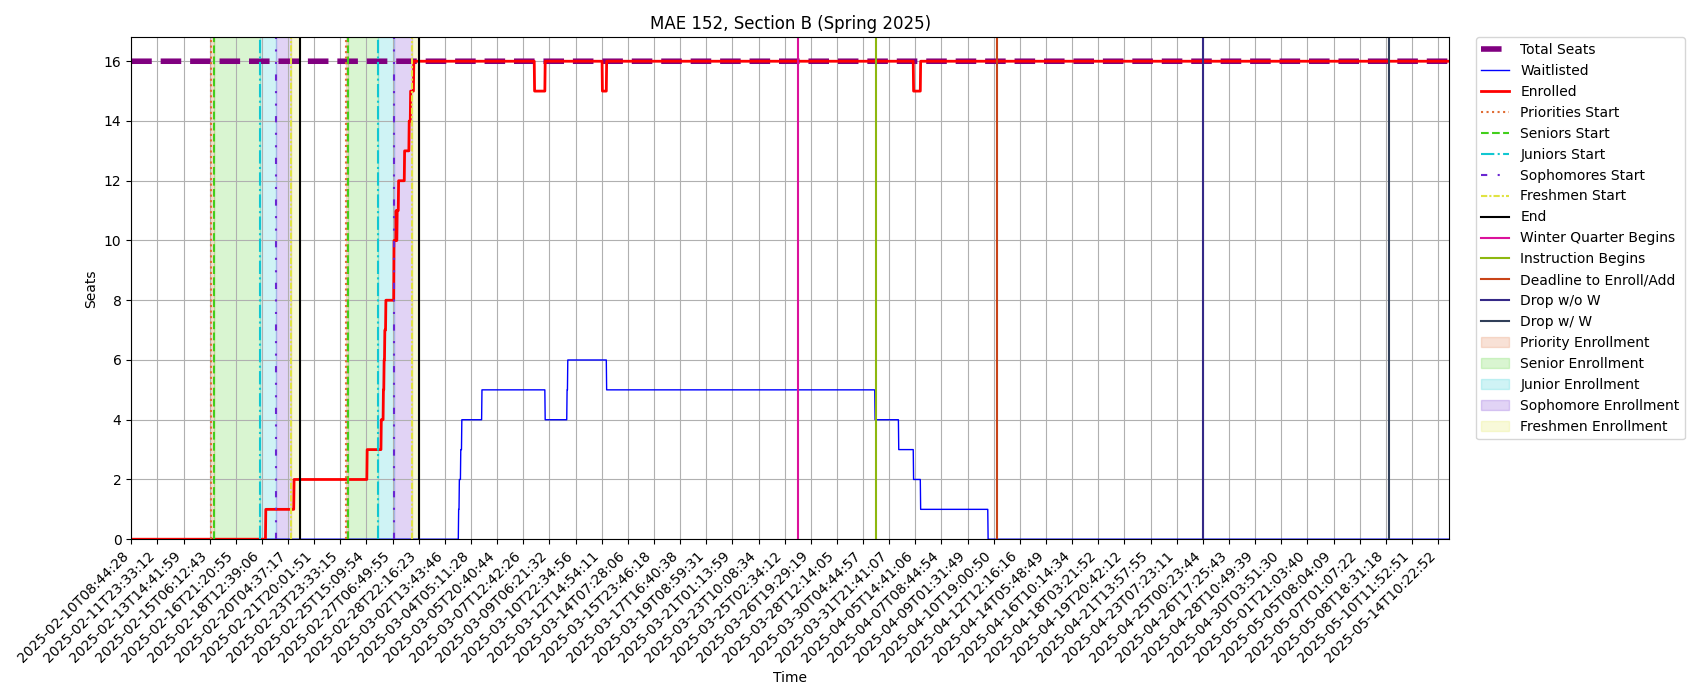 MAE 152, Section B (Spring 2025)
Seats
16
14
12
10
8
6
4
2
0
2025-02-10T08:44:28
2025-02-11T23:33:12
2025-02-13T14:41:59
2025-02-15T06:12:43
2025-02-16T21:20:55
2025-02-18T12:39:06
2025-02-20T04:37:17
2025-02-21T20:01:51
2025-02-23T23:33:15
2025-02-25T15:09:54
2025-02-27T06:49:55
2025-02-28T22:16:23
2025-03-02T13:43:46
2025-03-04T05:11:28
2025-03-05T20:40:44
2025-03-07T12:42:26
2025-03-09T06:21:32
2025-03-10T22:34:56
2025-03-12T14:54:11
2025-03-14T07:28:06
2025-03-15T23:46:18
2025-03-17T16:40:38
2025-03-19T08:59:31
2025-03-21T01:13:59
2025-03-23T10:08:34
2025-03-25T02:34:12
2025-03-26T19:29:19
2025-03-28T12:14:05
2025-03-30T04:44:57
2025-03-31T21:41:07
2025-04-05T14:41:06
2025-04-07T08:44:54
2025-04-09T01:31:49
2025-04-10T19:00:50
2025-04-12T12:16:16
2025-04-14T05:48:49
2025-04-16T10:14:34
2025-04-18T03:21:52
2025-04-19T20:42:12
2025-04-21T13:57:55
2025-04-23T07:23:11
2025-04-25T00:23:44
2025-04-26T17:25:43
2025-04-28T10:49:39
2025-04-30T03:51:30
2025-05-01T21:03:40
2025-05-05T08:04:09
2025-05-07T01:07:22
2025-05-08T18:31:18
2025-05-10T11:52:51
2025-05-14T10:22:52
Time
Total Seats
Waitlisted
Enrolled
Priorities Start
Seniors Start
Juniors Start
Sophomores Start
Freshmen Start
End
Winter Quarter Begins
Instruction Begins
Deadline to Enroll/Add
Drop w/o W
Drop w/ W
Priority Enrollment
Senior Enrollment
Junior Enrollment
Sophomore Enrollment
Freshmen Enrollment